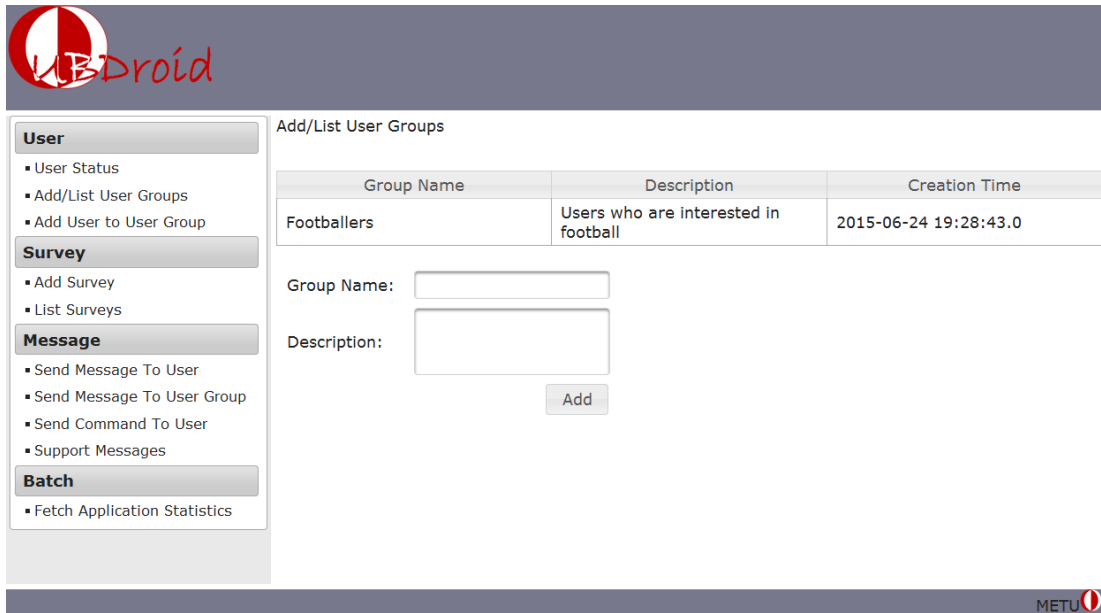 UBDroid
User
User Status
Add/List User Groups
Add User to User Group
Survey
Add Survey
List Surveys
Message
Send Message To User
Send Message To User Group
Send Command To User
Support Messages
Batch
Fetch Application Statistics
Add/List User Groups
Group Name Description Creation Time
Footballers Users who are interested in football 2015-06-24 19:28:43.0
Group Name:
Description:
Add
METU